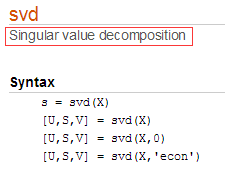 svd
Singular value decomposition
Syntax
s = svd(X)
[U,S,V] = svd(X)
[U,S,V] = svd(X,0)
[U,S,V] = svd(X,'econ')